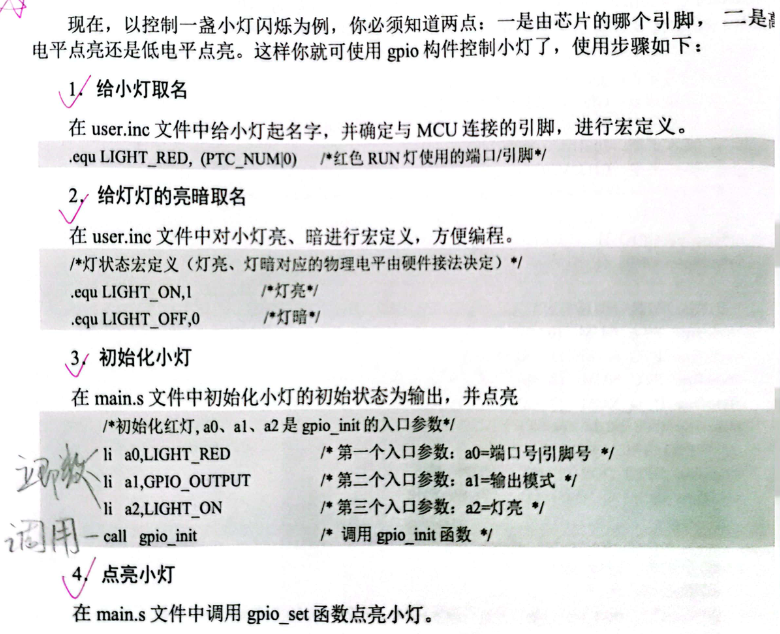 现在，以控制一盏小灯闪烁为例，你必须知道两点：一是由芯片的哪个引脚，二是高
电平点亮还是低电平点亮。这样你就可使用 gpio 构件控制小灯了，使用步骤如下：
1. 给小灯取名
在 user.inc 文件中给小灯起名字，并确定与 MCU 连接的引脚，进行宏定义。
.equ LIGHT_RED, (PTC_NUM|0) /*红色 RUN 灯使用的端口/引脚*/
2. 给灯灯的亮暗取名
在 user.inc 文件中对小灯亮、暗进行宏定义，方便编程。
/*灯状态宏定义（灯亮、灯暗对应的物理电平由硬件接法决定）*/
.equ LIGHT_ON,1 /*灯亮*/
.equ LIGHT_OFF,0 /*灯暗*/
3. 初始化小灯
在 main.s 文件中初始化小灯的初始状态为输出，并点亮
/*初始化红灯, a0、a1、a2 是 gpio_init 的入口参数*/
li a0,LIGHT_RED /* 第一个入口参数：a0=端口号|引脚号 */
立即数
li a1,GPIO_OUTPUT /* 第二个入口参数：a1=输出模式 */
li a2,LIGHT_ON /* 第三个入口参数：a2=灯亮 */
调用 call gpio_init /* 调用 gpio_init 函数 */
4. 点亮小灯
在 main.s 文件中调用 gpio_set 函数点亮小灯。